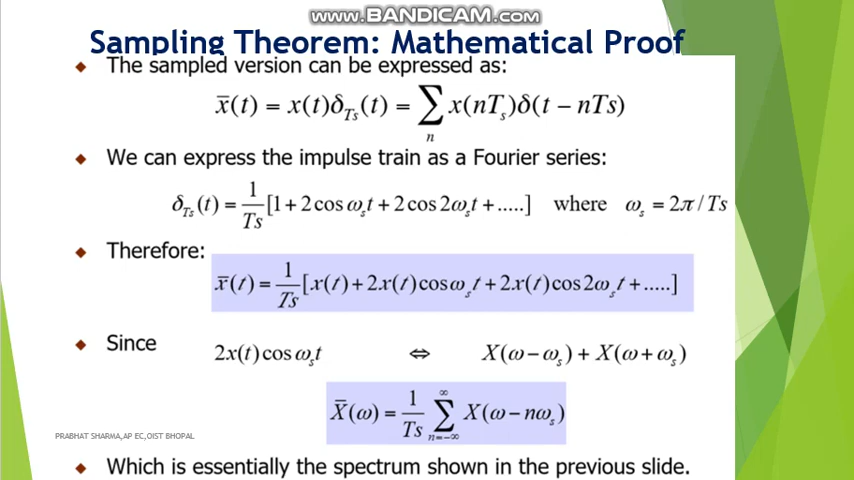 www.BANDICAM.com
Sampling Theorem: Mathematical Proof
◆ The sampled version can be expressed as:
x̄(t) = x(t)δ_Ts(t) = ∑_n x(nT_s)δ(t − nTs)
◆ We can express the impulse train as a Fourier series:
δ_Ts(t) = 1/Ts [1 + 2cos ω_s t + 2cos 2ω_s t + .....] where ω_s = 2π / Ts
◆ Therefore:
x̄(t) = 1/Ts [x(t) + 2x(t)cos ω_s t + 2x(t)cos 2ω_s t + .....]
◆ Since 2x(t)cos ω_s t ⇔ X(ω − ω_s) + X(ω + ω_s)
X̄(ω) = 1/Ts ∑_{n=−∞}^{∞} X(ω − nω_s)
PRABHAT SHARMA,AP EC,OIST BHOPAL
◆ Which is essentially the spectrum shown in the previous slide.